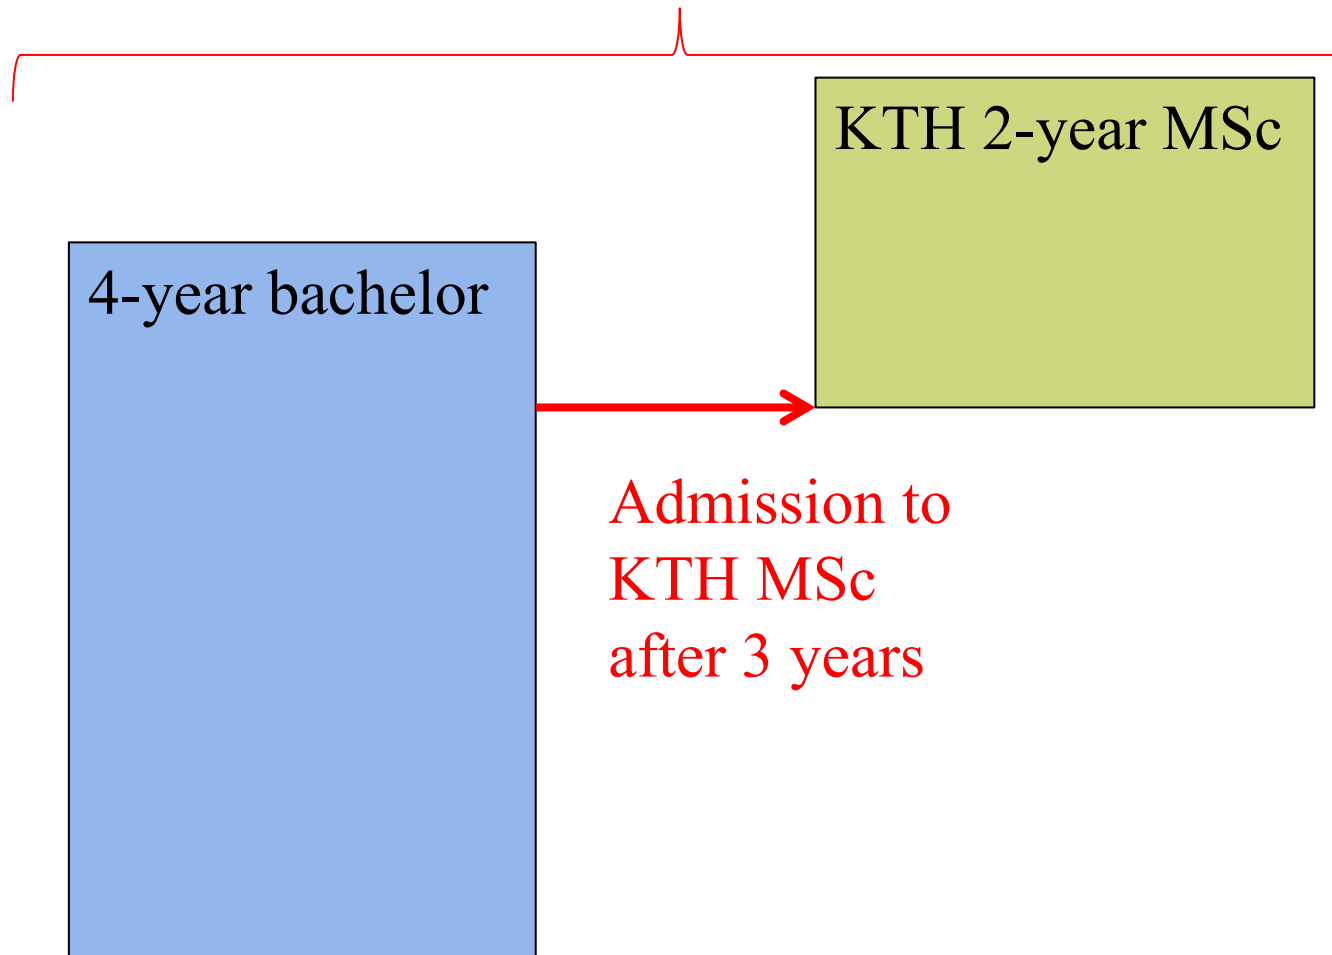 KTH 2-year MSc
4-year bachelor
Admission to
KTH MSc
after 3 years